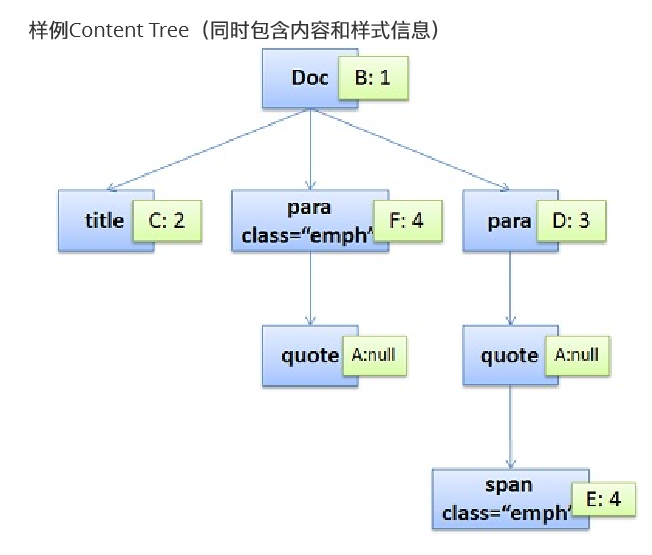 样例Content Tree（同时包含内容和样式信息）
Doc B: 1
title C: 2
para
class=“emph” F: 4
para D: 3
quote A:null
quote A:null
span
class=“emph” E: 4